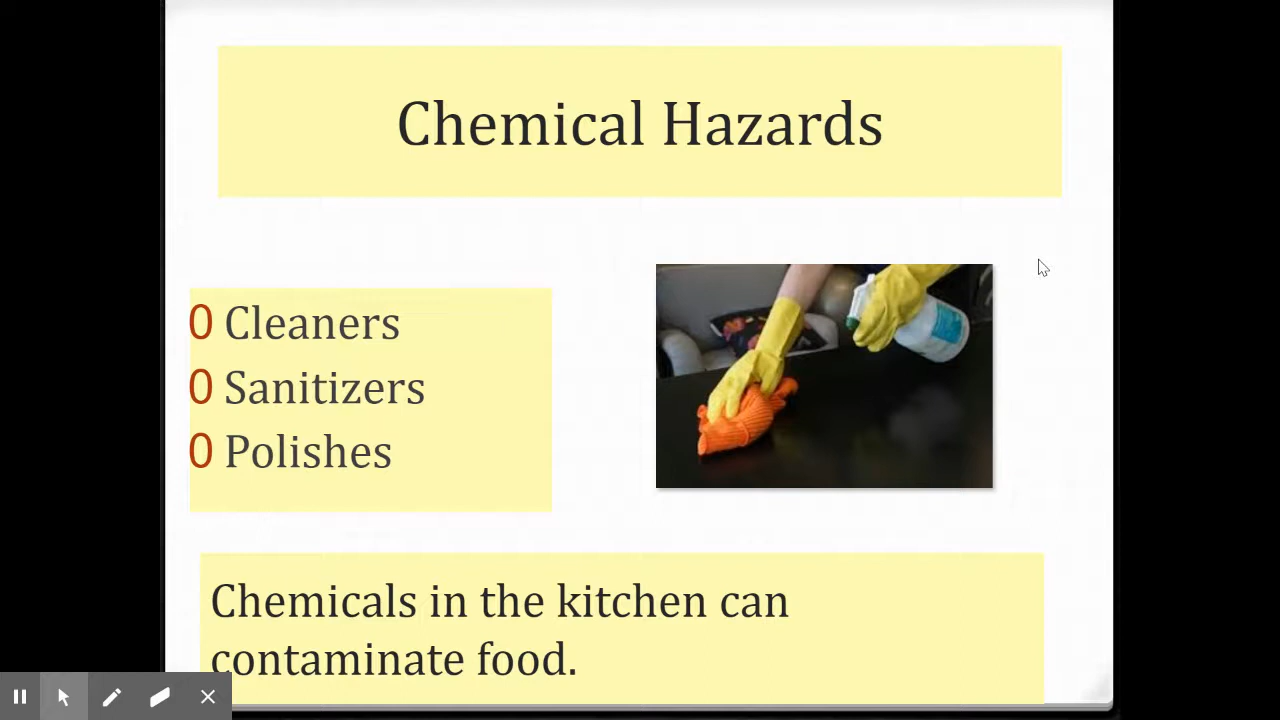 Chemical Hazards
0 Cleaners
0 Sanitizers
0 Polishes
Chemicals in the kitchen can
contaminate food.